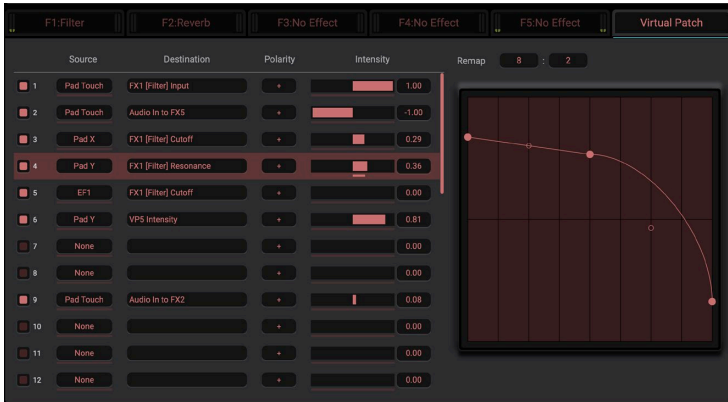 F1:Filter F2:Reverb F3:No Effect F4:No Effect F5:No Effect Virtual Patch
Source Destination Polarity Intensity Remap 8 : 2
1 Pad Touch FX1 [Filter] Input + 1.00
2 Pad Touch Audio In to FX5 + -1.00
3 Pad X FX1 [Filter] Cutoff + 0.29
4 Pad Y FX1 [Filter] Resonance + 0.36
5 EF1 FX1 [Filter] Cutoff + 0.00
6 Pad Y VP5 Intensity + 0.81
7 None + 0.00
8 None + 0.00
9 Pad Touch Audio In to FX2 + 0.08
10 None + 0.00
11 None + 0.00
12 None + 0.00